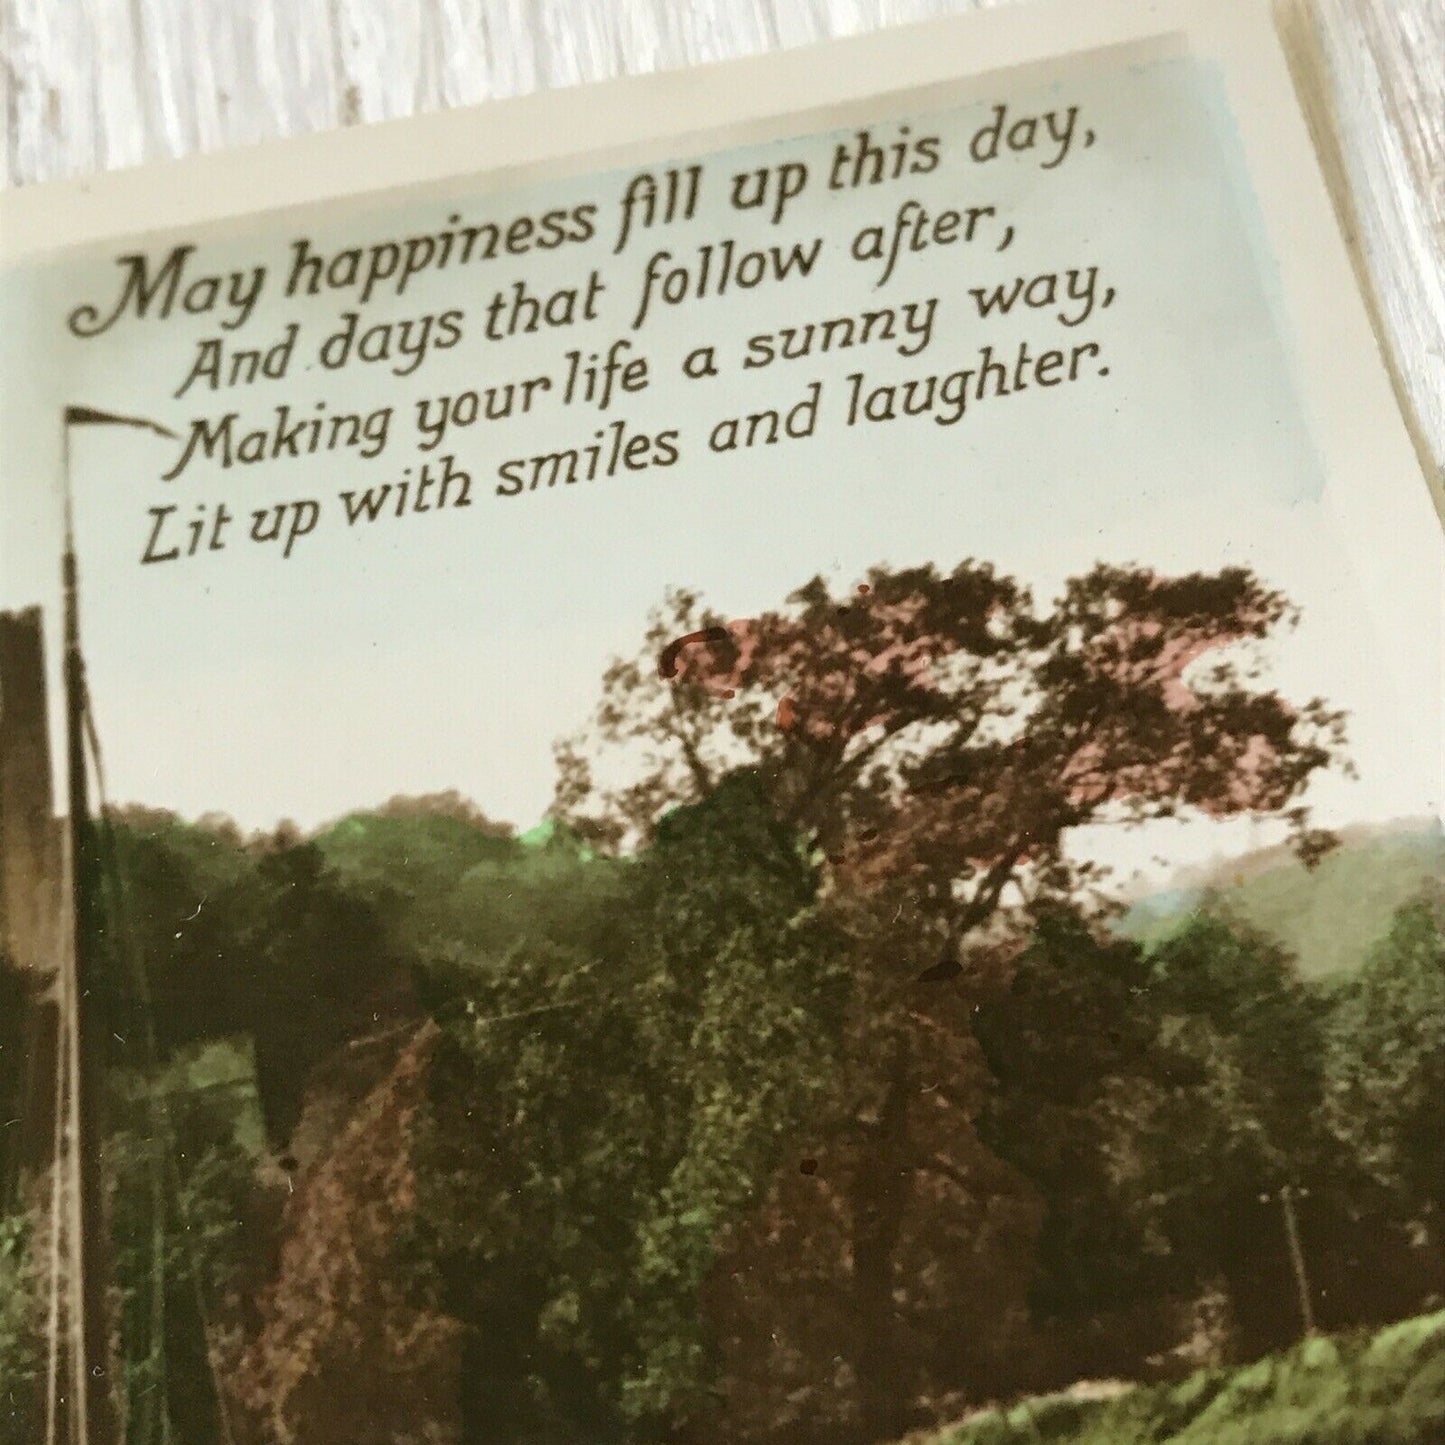 May happiness fill up this day,
And days that follow after,
Making your life a sunny way,
Lit up with smiles and laughter.